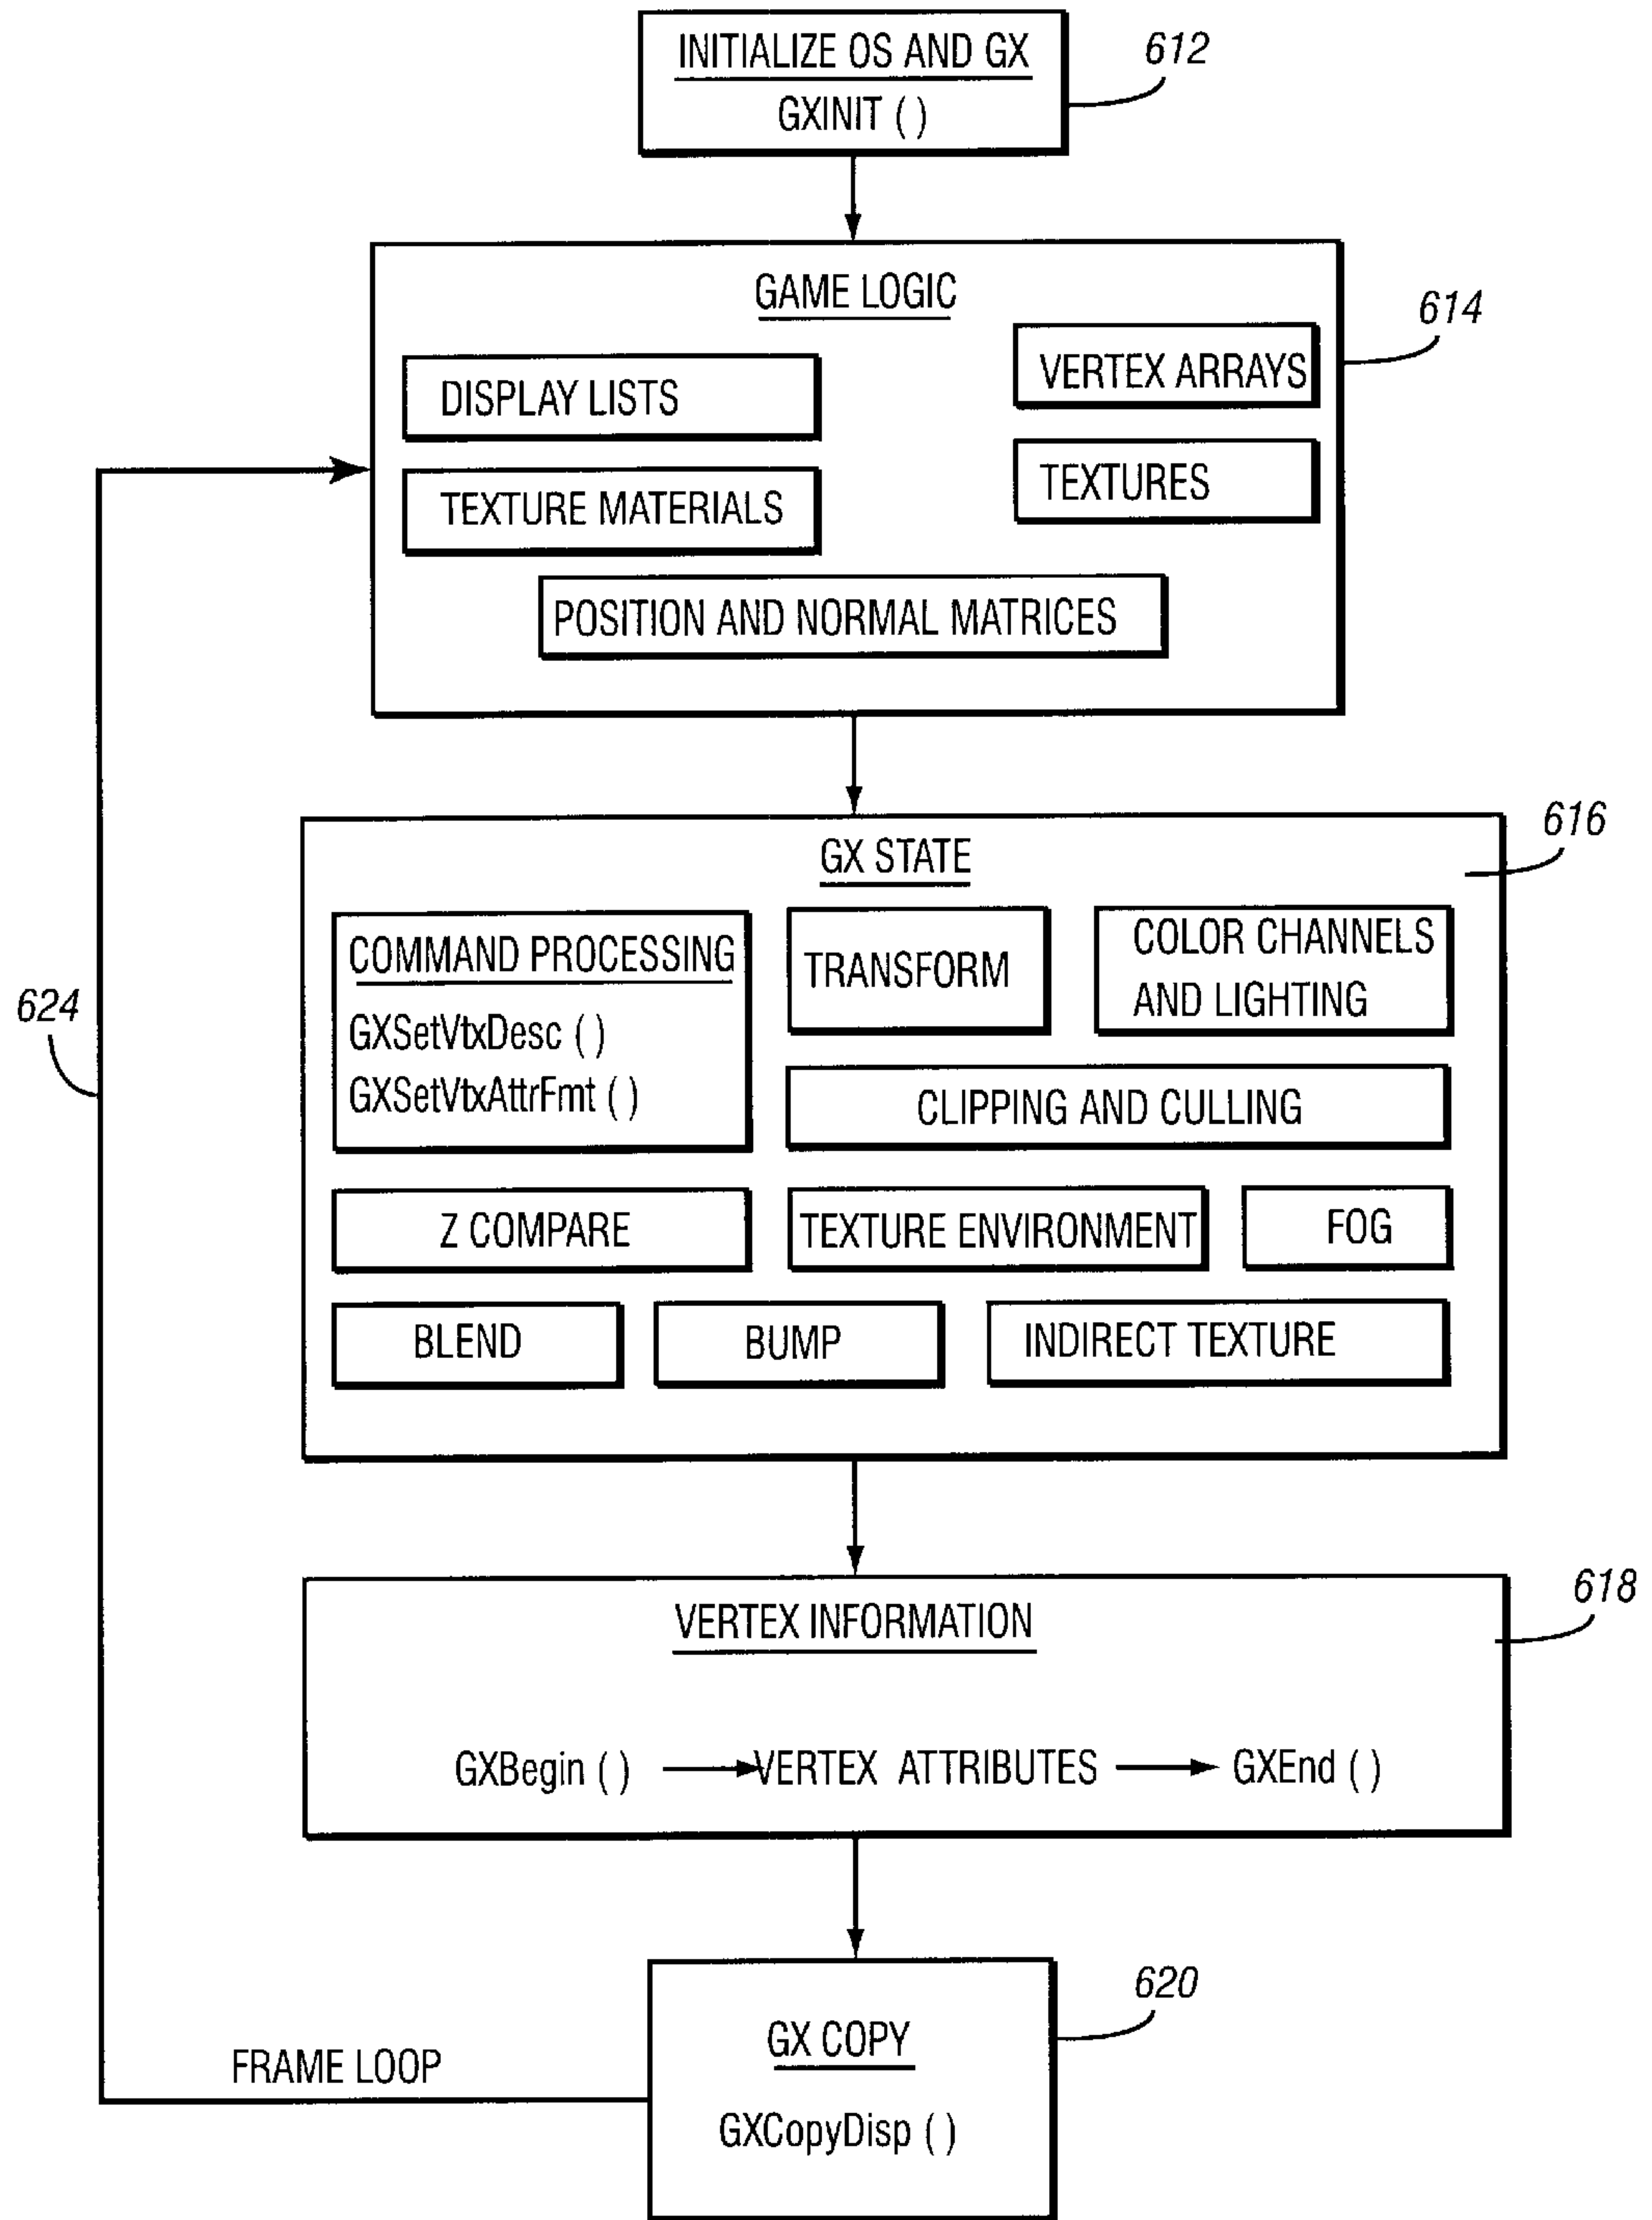 INITIALIZE OS AND GX
GXINIT ( )
612
GAME LOGIC
614
DISPLAY LISTS
VERTEX ARRAYS
TEXTURE MATERIALS
TEXTURES
POSITION AND NORMAL MATRICES
616
GX STATE
COMMAND PROCESSING
GXSetVtxDesc ( )
GXSetVtxAttrFmt ( )
TRANSFORM
COLOR CHANNELS
AND LIGHTING
CLIPPING AND CULLING
Z COMPARE
TEXTURE ENVIRONMENT
FOG
BLEND
BUMP
INDIRECT TEXTURE
624
618
VERTEX INFORMATION
GXBegin ( ) VERTEX ATTRIBUTES GXEnd ( )
620
GX COPY
GXCopyDisp ( )
FRAME LOOP